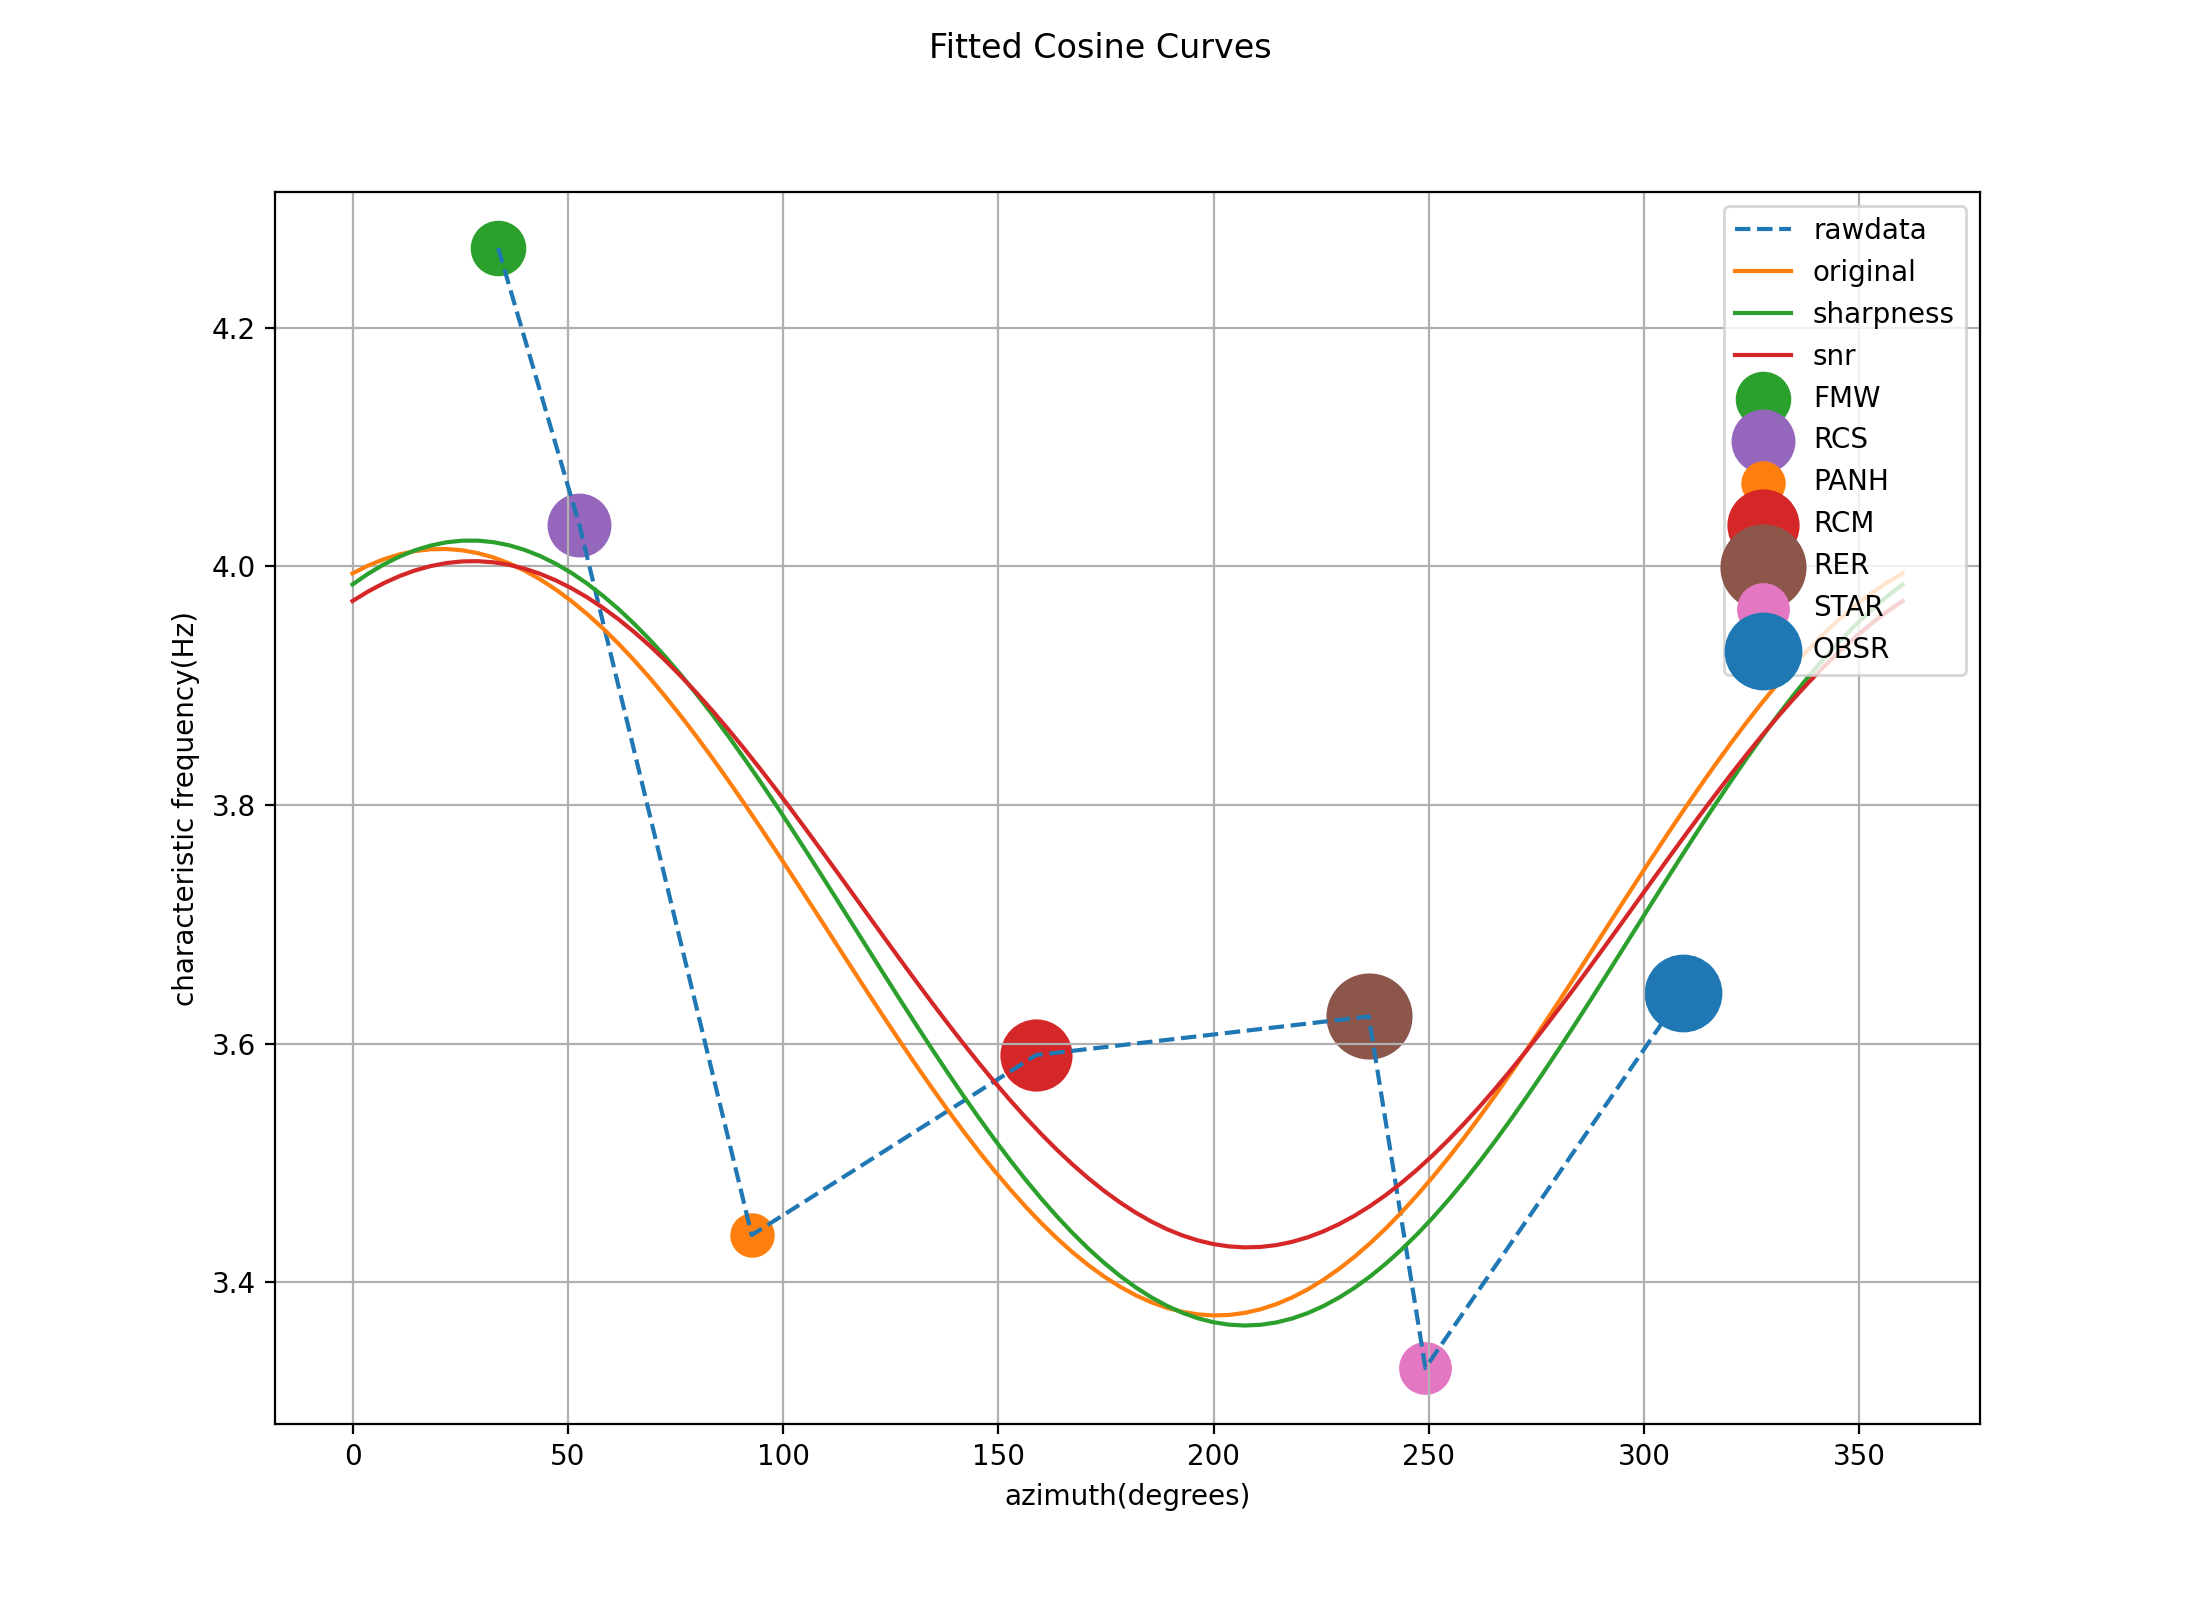 Fitted Cosine Curves
rawdata
original
sharpness
snr
FMW
RCS
PANH
RCM
RER
STAR
OBSR
characteristic frequency(Hz)
4.2
4.0
3.8
3.6
3.4
0 50 100 150 200 250 300 350
azimuth(degrees)